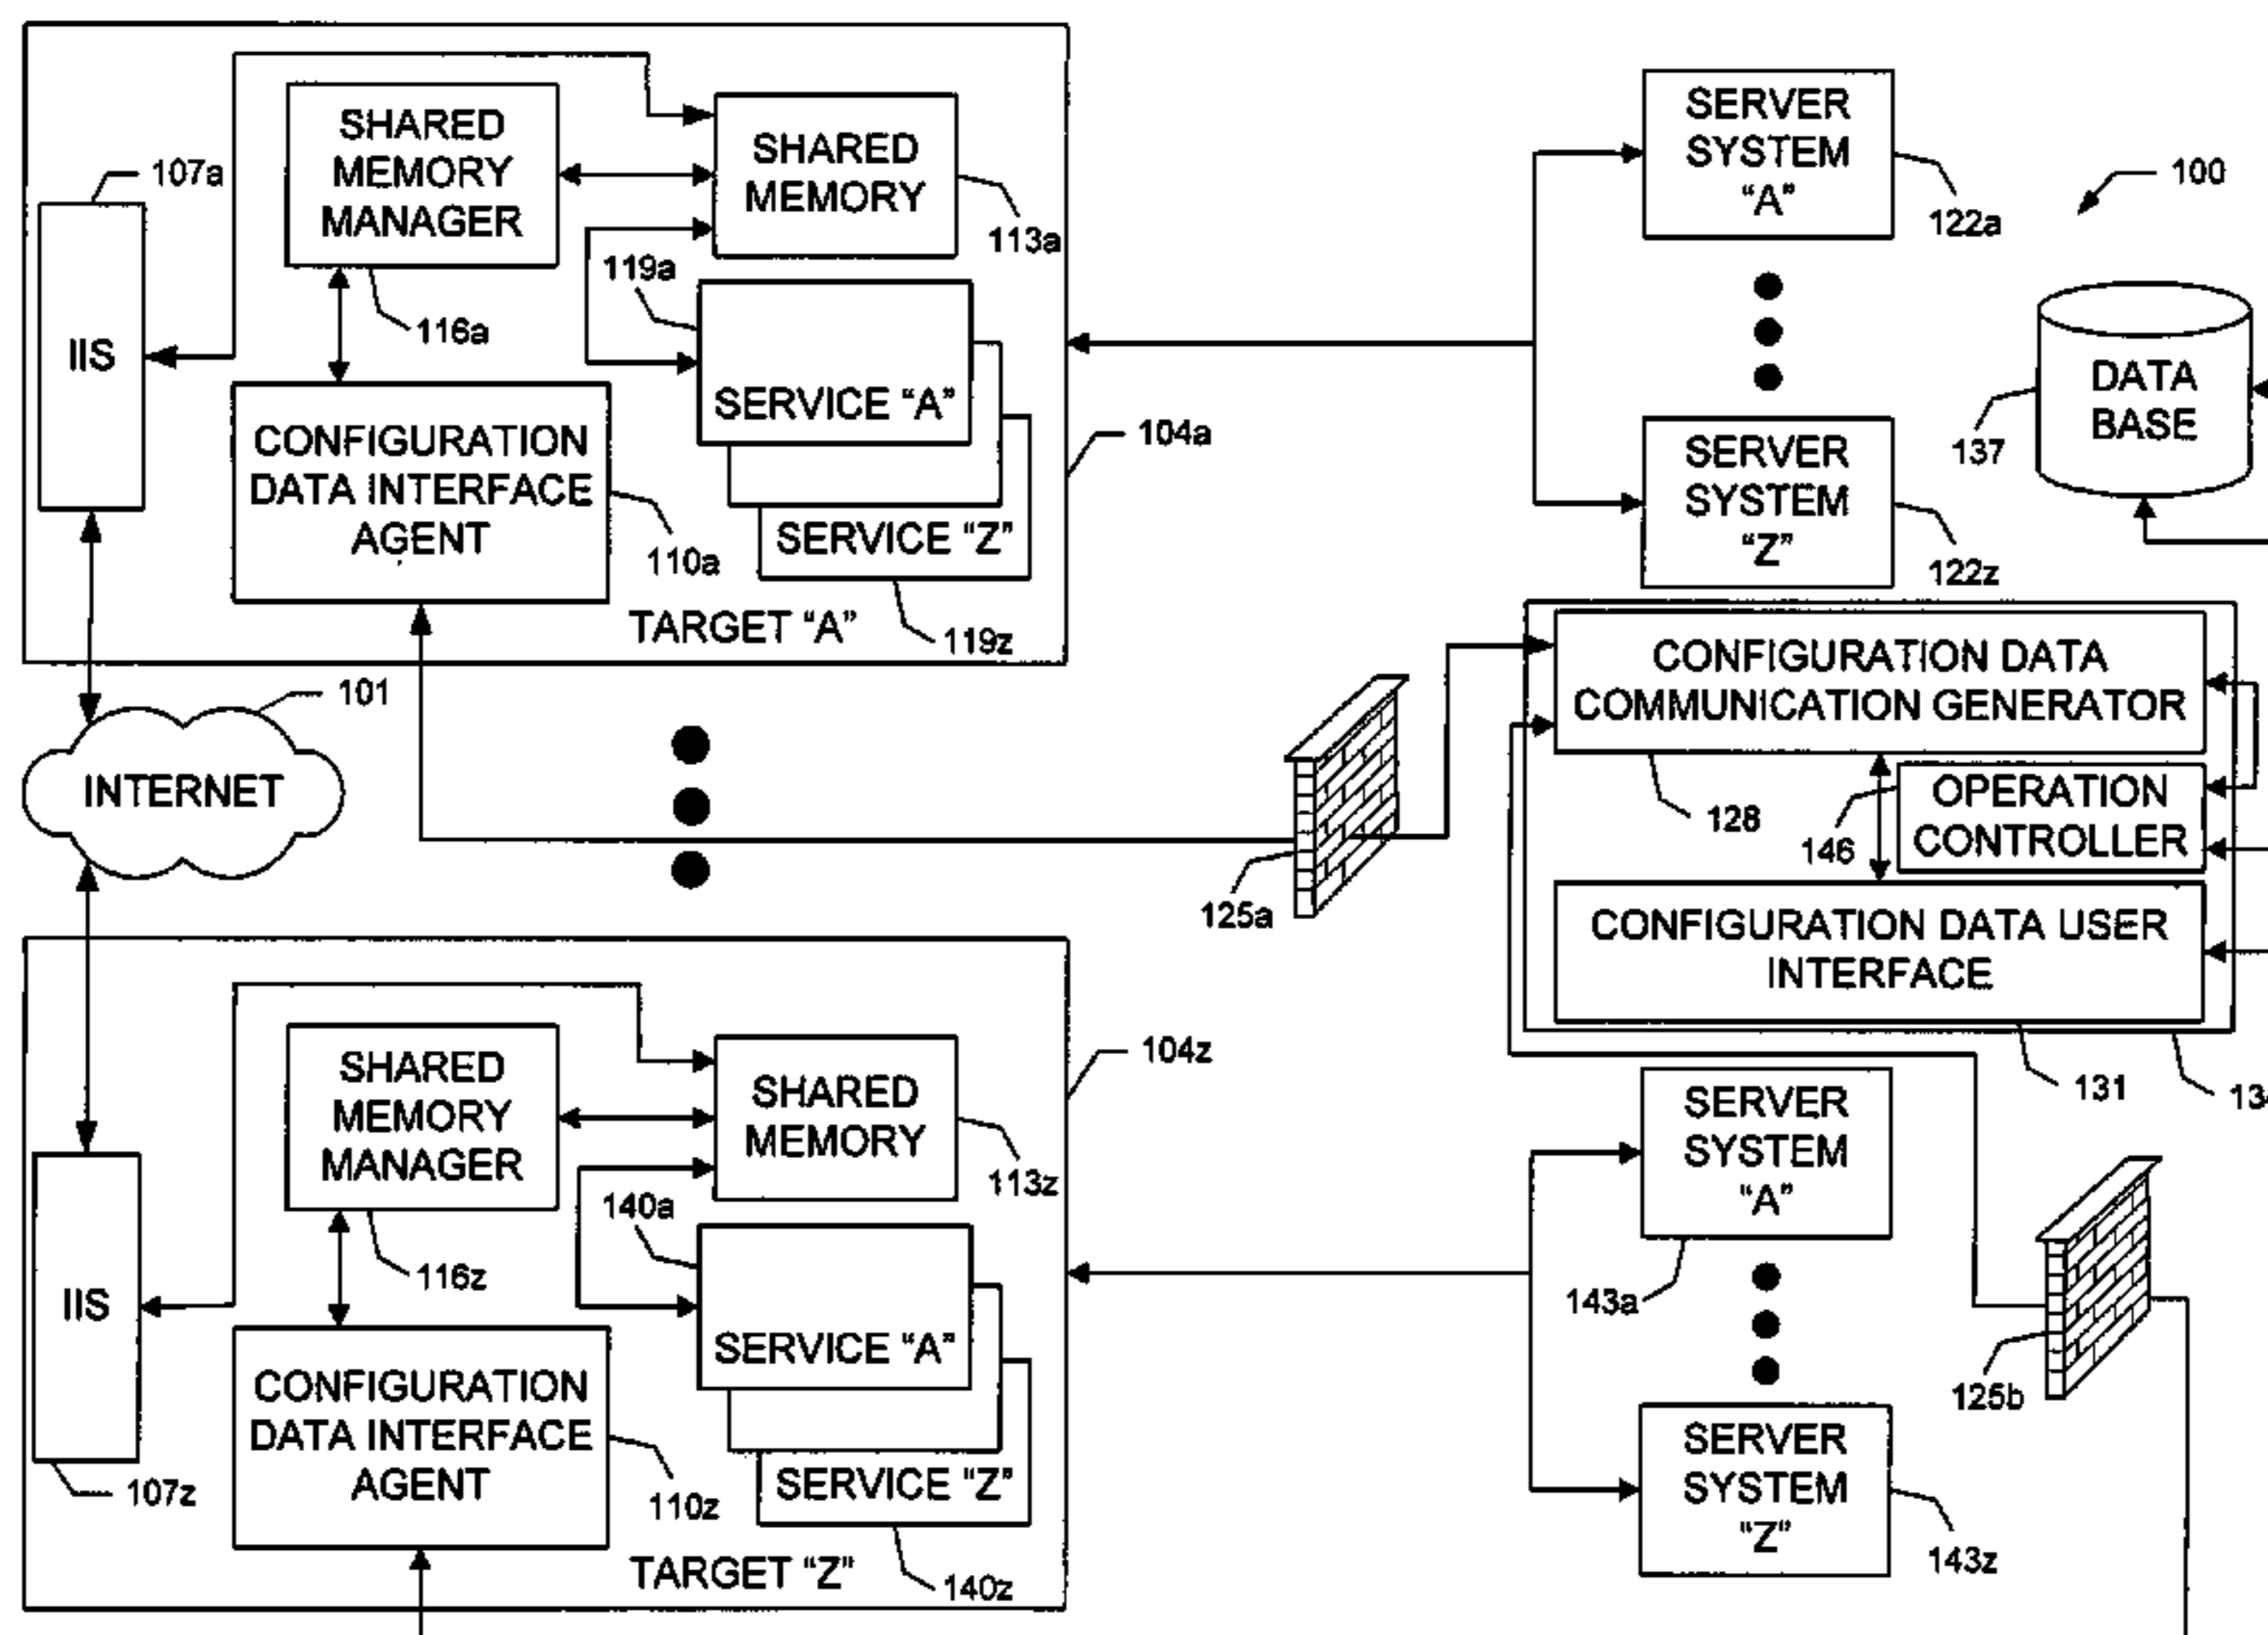 SHARED
MEMORY
MANAGER
SHARED
MEMORY
107a
113a
119a
116a
IIS
SERVICE “A”
CONFIGURATION
DATA INTERFACE
AGENT
104a
SERVICE “Z”
110a
TARGET “A”
119z
SERVER
SYSTEM
“A”
122a
100
DATA
BASE
137
SERVER
SYSTEM
“Z”
122z
101
INTERNET
125a
CONFIGURATION DATA
COMMUNICATION GENERATOR
128
146
OPERATION
CONTROLLER
CONFIGURATION DATA USER
INTERFACE
131
SHARED
MEMORY
MANAGER
SHARED
MEMORY
104z
113z
140a
116z
IIS
SERVICE “A”
CONFIGURATION
DATA INTERFACE
AGENT
107z
SERVICE “Z”
110z
TARGET “Z”
140z
SERVER
SYSTEM
“A”
143a
125b
SERVER
SYSTEM
“Z”
143z